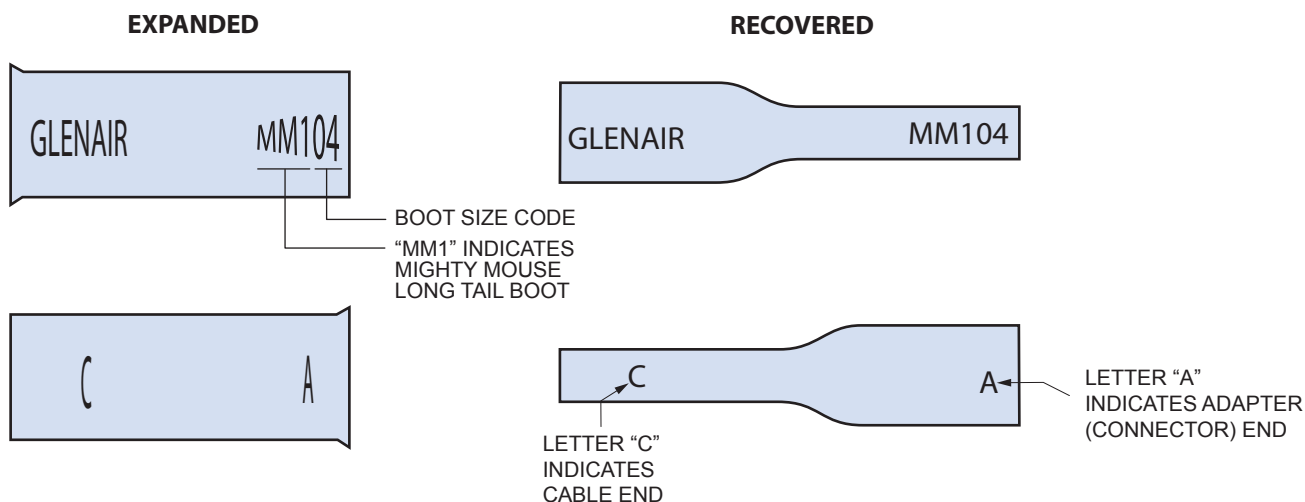 EXPANDED
RECOVERED
GLENAIR
MM104
GLENAIR
MM104
BOOT SIZE CODE
“MM1” INDICATES
MIGHTY MOUSE
LONG TAIL BOOT
C
A
C
A
LETTER “A”
INDICATES ADAPTER
(CONNECTOR) END
LETTER “C”
INDICATES
CABLE END